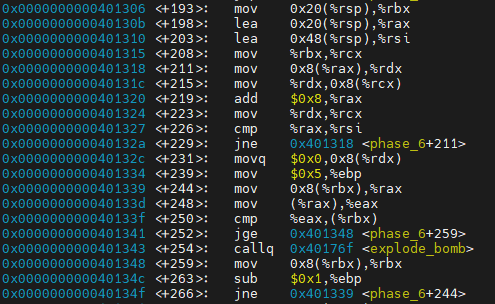 0x0000000000401306 <+193>: mov 0x20(%rsp),%rbx
0x000000000040130b <+198>: lea 0x20(%rsp),%rax
0x0000000000401310 <+203>: lea 0x48(%rsp),%rsi
0x0000000000401315 <+208>: mov %rbx,%rcx
0x0000000000401318 <+211>: mov 0x8(%rax),%rdx
0x000000000040131c <+215>: mov %rdx,0x8(%rcx)
0x0000000000401320 <+219>: add $0x8,%rax
0x0000000000401324 <+223>: mov %rdx,%rcx
0x0000000000401327 <+226>: cmp %rax,%rsi
0x000000000040132a <+229>: jne 0x401318 <phase_6+211>
0x000000000040132c <+231>: movq $0x0,0x8(%rdx)
0x0000000000401334 <+239>: mov $0x5,%ebp
0x0000000000401339 <+244>: mov 0x8(%rbx),%rax
0x000000000040133d <+248>: mov (%rax),%eax
0x000000000040133f <+250>: cmp %eax,(%rbx)
0x0000000000401341 <+252>: jge 0x401348 <phase_6+259>
0x0000000000401343 <+254>: callq 0x40176f <explode_bomb>
0x0000000000401348 <+259>: mov 0x8(%rbx),%rbx
0x000000000040134c <+263>: sub $0x1,%ebp
0x000000000040134f <+266>: jne 0x401339 <phase_6+244>